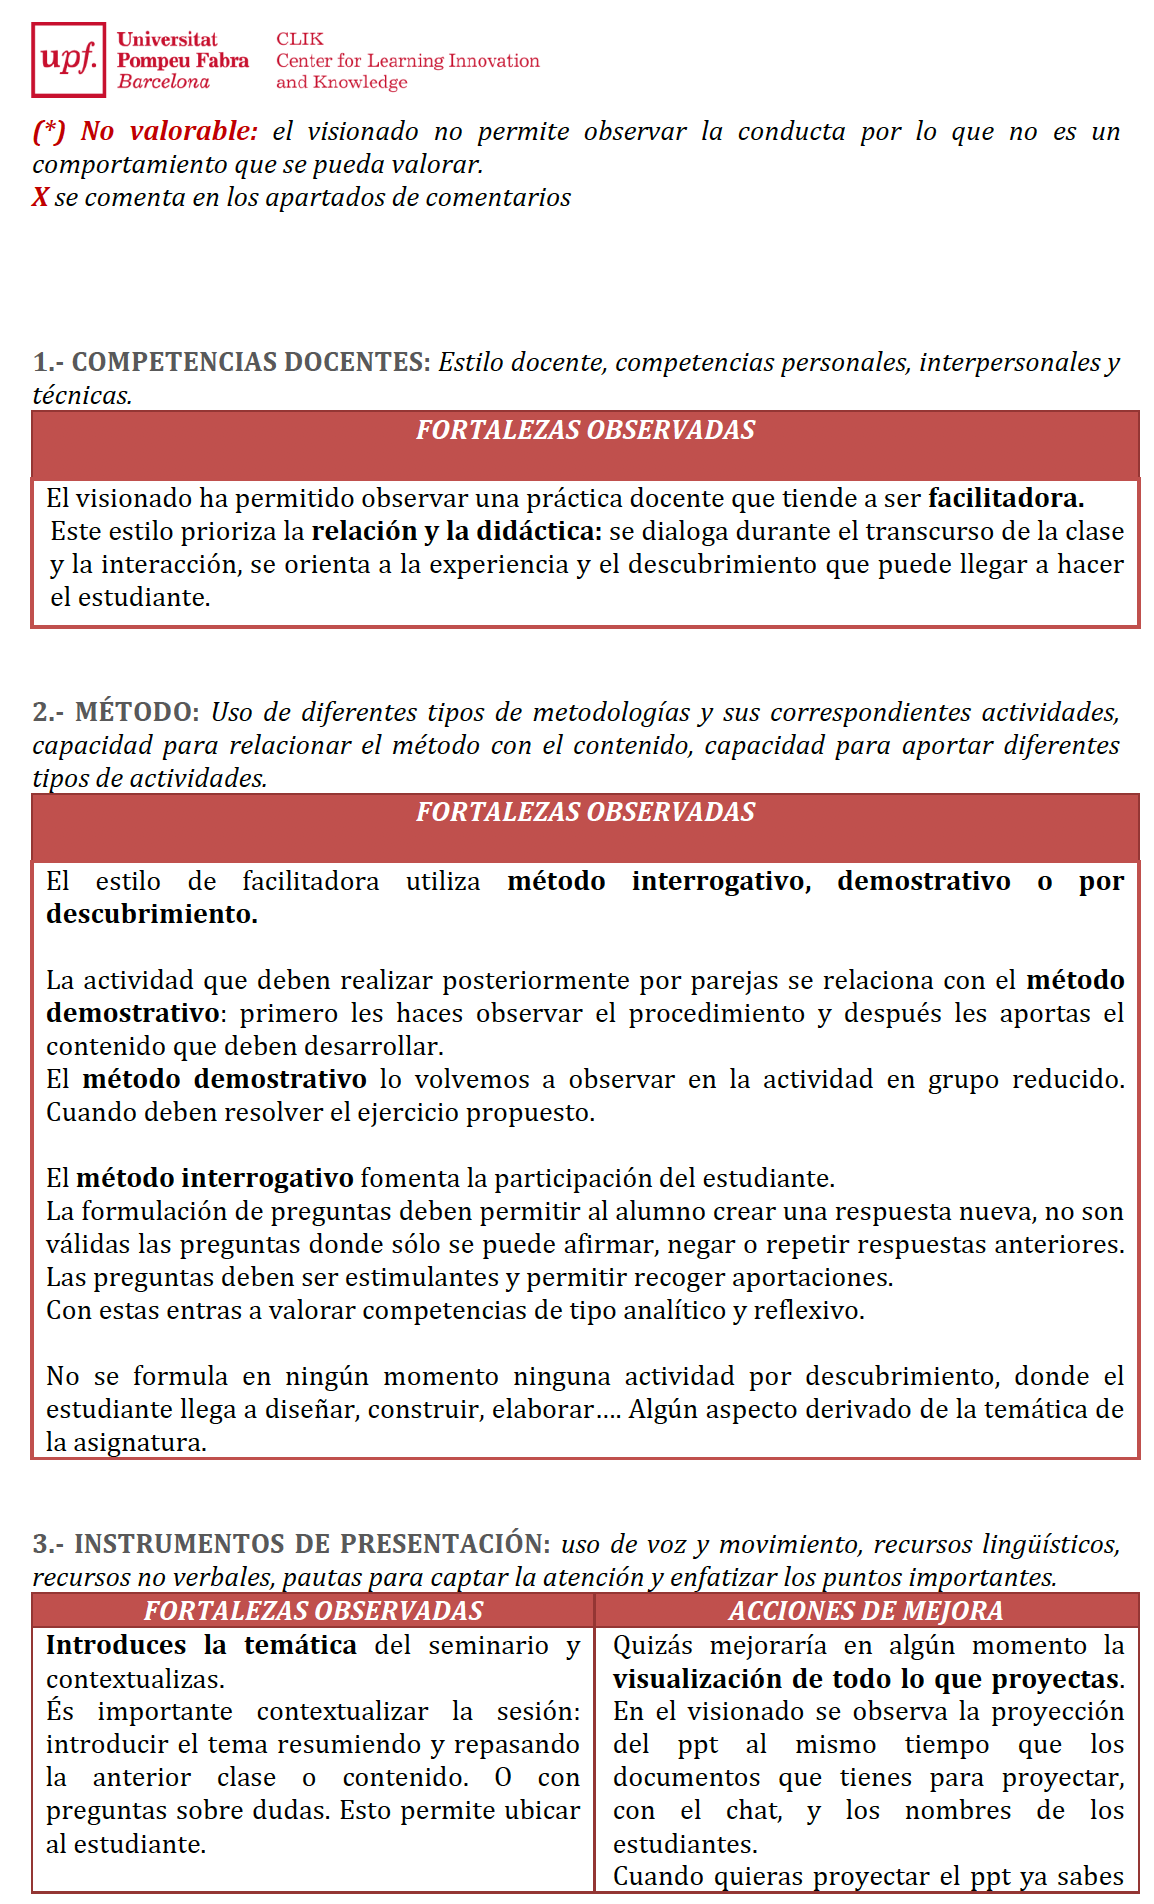 upf.
Universitat
Pompeu Fabra
Barcelona
CLIK
Center for Learning Innovation
and Knowledge
(*) No valorable: el visionado no permite observar la conducta por lo que no es un
comportamiento que se pueda valorar.
X se comenta en los apartados de comentarios
1.- COMPETENCIAS DOCENTES: Estilo docente, competencias personales, interpersonales y
técnicas.
FORTALEZAS OBSERVADAS
El visionado ha permitido observar una práctica docente que tiende a ser facilitadora.
Este estilo prioriza la relación y la didáctica: se dialoga durante el transcurso de la clase
y la interacción, se orienta a la experiencia y el descubrimiento que puede llegar a hacer
el estudiante.
2.- MÉTODO: Uso de diferentes tipos de metodologías y sus correspondientes actividades,
capacidad para relacionar el método con el contenido, capacidad para aportar diferentes
tipos de actividades.
FORTALEZAS OBSERVADAS
El estilo de facilitadora utiliza método interrogativo, demostrativo o por
descubrimiento.
La actividad que deben realizar posteriormente por parejas se relaciona con el método
demostrativo: primero les haces observar el procedimiento y después les aportas el
contenido que deben desarrollar.
El método demostrativo lo volvemos a observar en la actividad en grupo reducido.
Cuando deben resolver el ejercicio propuesto.
El método interrogativo fomenta la participación del estudiante.
La formulación de preguntas deben permitir al alumno crear una respuesta nueva, no son
válidas las preguntas donde sólo se puede afirmar, negar o repetir respuestas anteriores.
Las preguntas deben ser estimulantes y permitir recoger aportaciones.
Con estas entras a valorar competencias de tipo analítico y reflexivo.
No se formula en ningún momento ninguna actividad por descubrimiento, donde el
estudiante llega a diseñar, construir, elaborar…. Algún aspecto derivado de la temática de
la asignatura.
3.- INSTRUMENTOS DE PRESENTACIÓN: uso de voz y movimiento, recursos lingüísticos,
recursos no verbales, pautas para captar la atención y enfatizar los puntos importantes.
FORTALEZAS OBSERVADAS
Introduces la temática del seminario y
contextualizas.
És importante contextualizar la sesión:
introducir el tema resumiendo y repasando
la anterior clase o contenido. O con
preguntas sobre dudas. Esto permite ubicar
al estudiante.
ACCIONES DE MEJORA
Quizás mejoraría en algún momento la
visualización de todo lo que proyectas.
En el visionado se observa la proyección
del ppt al mismo tiempo que los
documentos que tienes para proyectar,
con el chat, y los nombres de los
estudiantes.
Cuando quieras proyectar el ppt ya sabes